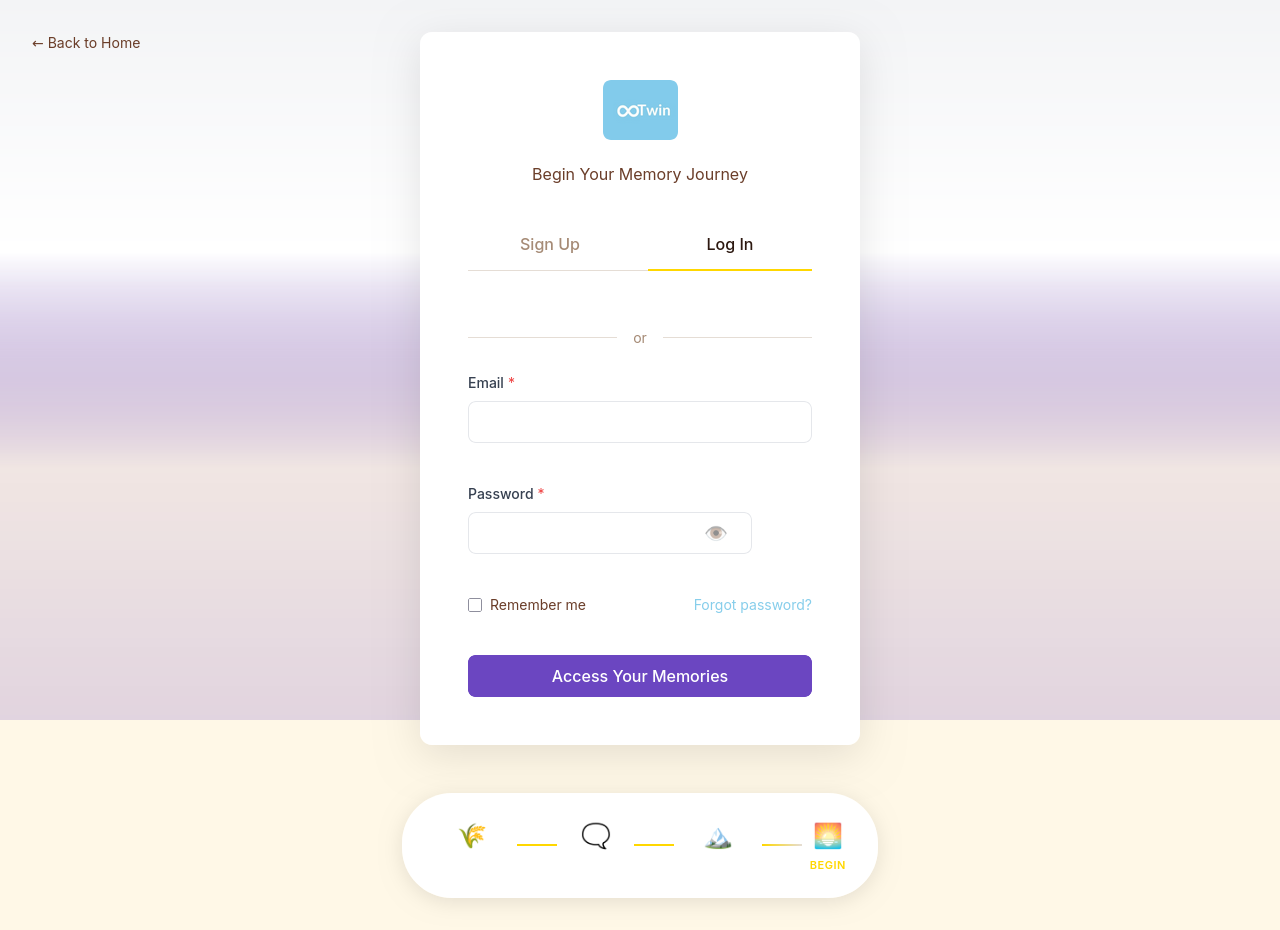 ← Back to Home
∞Twin
Begin Your Memory Journey
Sign Up
Log In
or
Email *
Password *
Remember me
Forgot password?
Access Your Memories
BEGIN